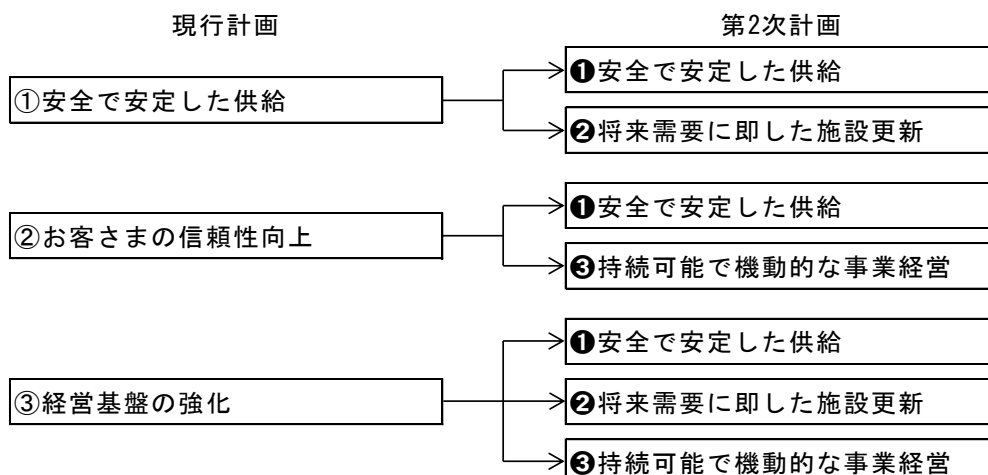 現行計画
第2次計画
①安全で安定した供給
❶安全で安定した供給
❷将来需要に即した施設更新
②お客さまの信頼性向上
❶安全で安定した供給
❸持続可能で機動的な事業経営
③経営基盤の強化
❶安全で安定した供給
❷将来需要に即した施設更新
❸持続可能で機動的な事業経営